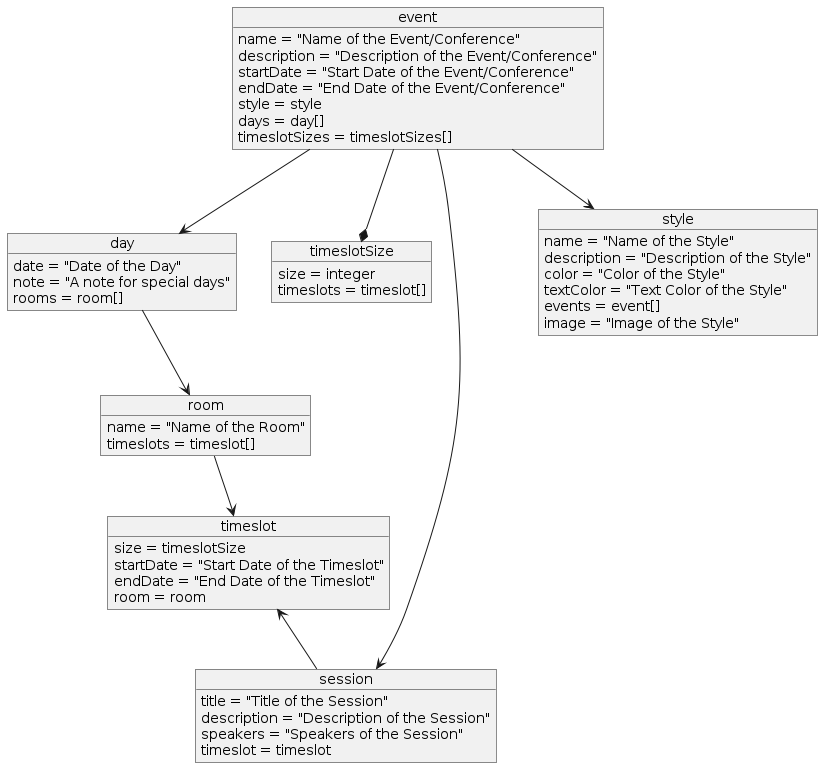 event
name = "Name of the Event/Conference"
description = "Description of the Event/Conference"
startDate = "Start Date of the Event/Conference"
endDate = "End Date of the Event/Conference"
style = style
days = day[]
timeslotSizes = timeslotSizes[]
day
date = "Date of the Day"
note = "A note for special days"
rooms = room[]
timeslotSize
size = integer
timeslots = timeslot[]
style
name = "Name of the Style"
description = "Description of the Style"
color = "Color of the Style"
textColor = "Text Color of the Style"
events = event[]
image = "Image of the Style"
room
name = "Name of the Room"
timeslots = timeslot[]
timeslot
size = timeslotSize
startDate = "Start Date of the Timeslot"
endDate = "End Date of the Timeslot"
room = room
session
title = "Title of the Session"
description = "Description of the Session"
speakers = "Speakers of the Session"
timeslot = timeslot